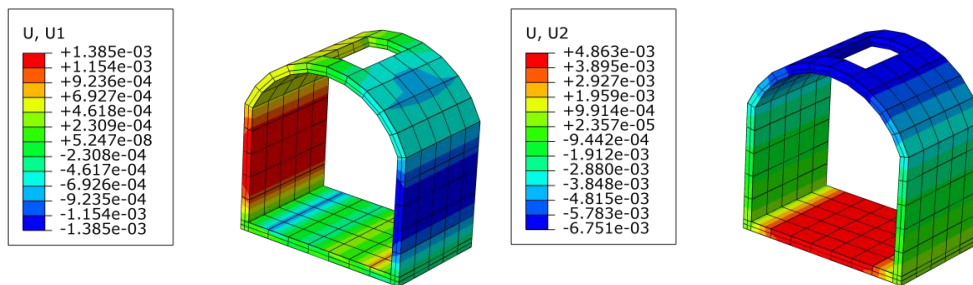 U, U1
+1.385e-03
+1.154e-03
+9.236e-04
+6.927e-04
+4.618e-04
+2.309e-04
+5.247e-08
-2.308e-04
-4.617e-04
-6.926e-04
-9.235e-04
-1.154e-03
-1.385e-03
U, U2
+4.863e-03
+3.895e-03
+2.927e-03
+1.959e-03
+9.914e-04
+2.357e-05
-9.442e-04
-1.912e-03
-2.880e-03
-3.848e-03
-4.815e-03
-5.783e-03
-6.751e-03